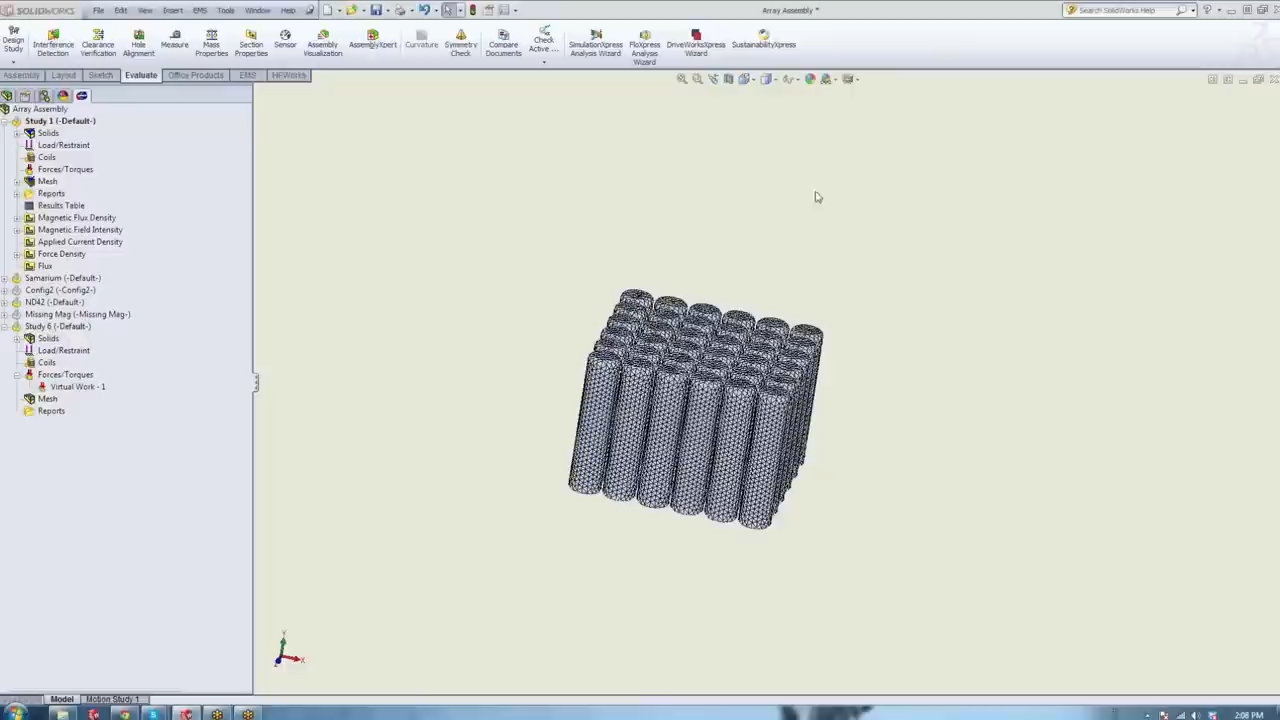 SOLIDWORKS File Edit View Insert EMS Tools Window Help Array Assembly * Search SolidWorks Help
Design Study
Interference Detection
Clearance Verification
Hole Alignment
Measure
Mass Properties
Section Properties
Sensor
Assembly Visualization
AssemblyXpert
Curvature
Symmetry Check
Compare Documents
Check Active ...
SimulationXpress Analysis Wizard
FloXpress Analysis Wizard
DriveWorksXpress Wizard
SustainabilityXpress
Assembly Layout Sketch Evaluate Office Products EMS HFWorks
Array Assembly
Study 1 (-Default-)
Solids
Load/Restraint
Coils
Forces/Torques
Mesh
Reports
Results Table
Magnetic Flux Density
Magnetic Field Intensity
Applied Current Density
Force Density
Flux
Samarium (-Default-)
Config2 (-Config2-)
ND42 (-Default-)
Missing Mag (-Missing Mag-)
Study 6 (-Default-)
Solids
Load/Restraint
Coils
Forces/Torques
Virtual Work - 1
Mesh
Reports
Y
X
Z
Model Motion Study 1
2:08 PM